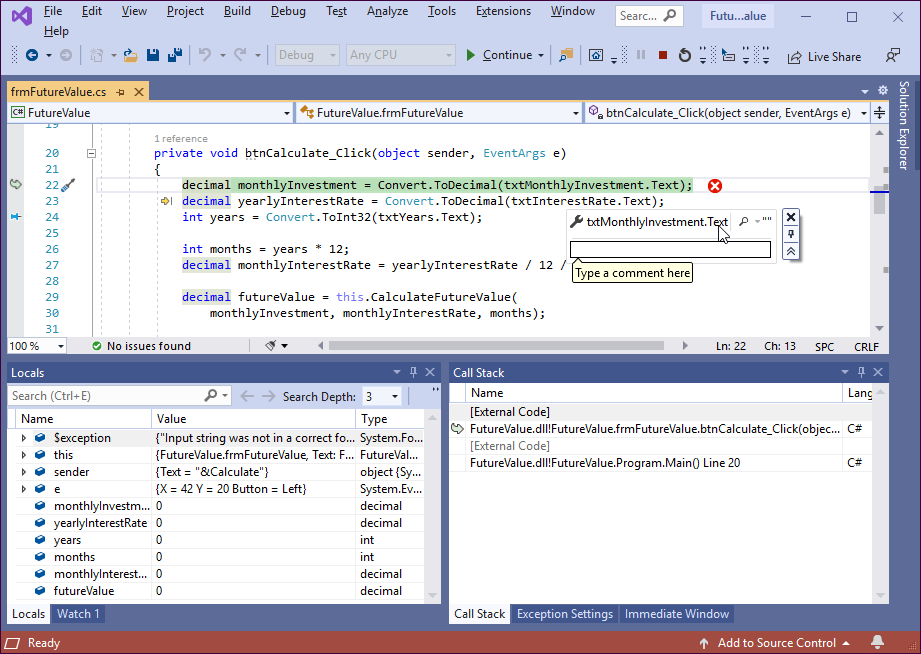 File Edit View Project Build Debug Test Analyze Tools Extensions Window
Searc... Futu...alue
Help
Debug Any CPU Continue Live Share
frmFutureValue.cs
C# FutureValue FutureValue.frmFutureValue btnCalculate_Click(object sender, EventArgs e)
Solution Explorer
19
1 reference
20 private void btnCalculate_Click(object sender, EventArgs e)
21 {
22 decimal monthlyInvestment = Convert.ToDecimal(txtMonthlyInvestment.Text);
23 decimal yearlyInterestRate = Convert.ToDecimal(txtInterestRate.Text);
24 int years = Convert.ToInt32(txtYears.Text);
txtMonthlyInvestment.Text ""
25
26 int months = years * 12;
27 decimal monthlyInterestRate = yearlyInterestRate / 12 /
Type a comment here
28
29 decimal futureValue = this.CalculateFutureValue(
30 monthlyInvestment, monthlyInterestRate, months);
31
100 % No issues found Ln: 22 Ch: 13 SPC CRLF
Locals
Search (Ctrl+E) Search Depth: 3
Name Value Type
$exception {"Input string was not in a correct fo... System.Fo...
this {FutureValue.frmFutureValue, Text: F... FutureVal...
sender {Text = "&Calculate"} object {Sy...
e {X = 42 Y = 20 Button = Left} System.Ev...
monthlyInvestm... 0 decimal
yearlyInterestRate 0 decimal
years 0 int
months 0 int
monthlyInterest... 0 decimal
futureValue 0 decimal
Locals Watch 1
Call Stack
Name Lang
[External Code]
FutureValue.dll!FutureValue.frmFutureValue.btnCalculate_Click(objec... C#
[External Code]
FutureValue.dll!FutureValue.Program.Main() Line 20 C#
Call Stack Exception Settings Immediate Window
Ready Add to Source Control